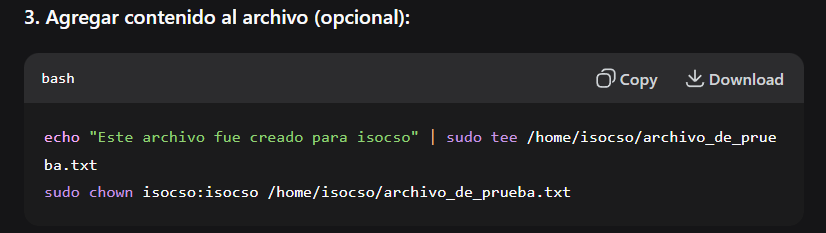 3. Agregar contenido al archivo (opcional):
bash
Copy
Download
echo "Este archivo fue creado para isocso" | sudo tee /home/isocso/archivo_de_prue
ba.txt
sudo chown isocso:isocso /home/isocso/archivo_de_prueba.txt